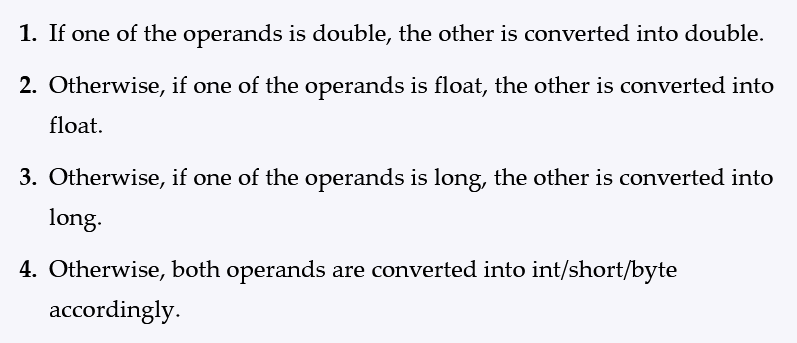 1. If one of the operands is double, the other is converted into double.
2. Otherwise, if one of the operands is float, the other is converted into
float.
3. Otherwise, if one of the operands is long, the other is converted into
long.
4. Otherwise, both operands are converted into int/short/byte
accordingly.